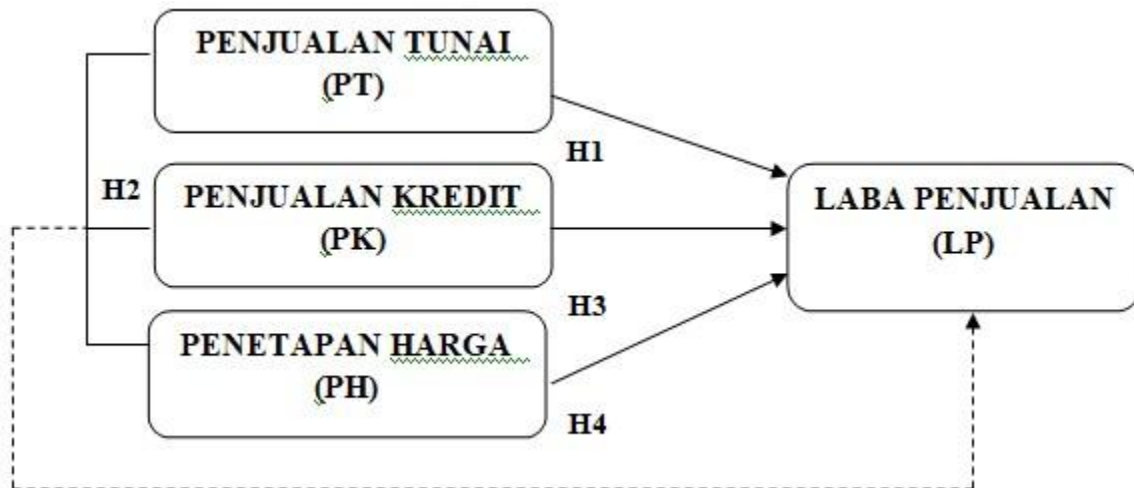 PENJUALAN TUNAI
(PT)
H1
H2
PENJUALAN KREDIT
(PK)
LABA PENJUALAN
(LP)
H3
PENETAPAN HARGA
(PH)
H4